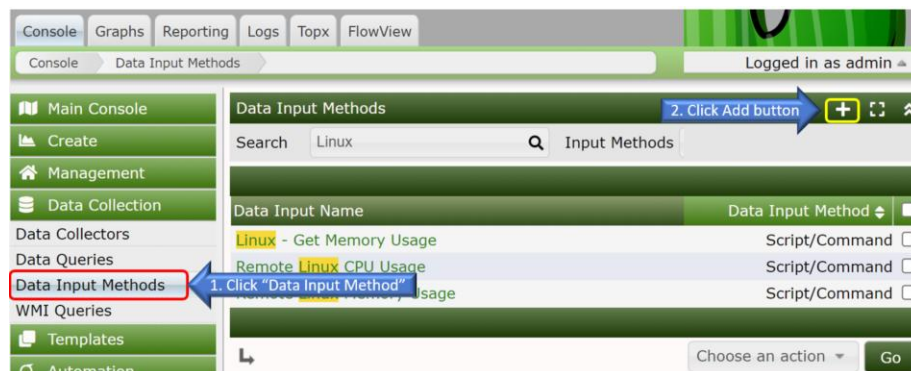 Console Graphs Reporting Logs Topx FlowView
Console Data Input Methods Logged in as admin
Main Console
Create
Management
Data Collection
Data Collectors
Data Queries
Data Input Methods
WMI Queries
Templates
Automation
Data Input Methods 2. Click Add button
Search Linux Input Methods
Data Input Name Data Input Method
Linux - Get Memory Usage Script/Command
Remote Linux CPU Usage Script/Command
1. Click “Data Input Method”
Usage Script/Command
Choose an action Go